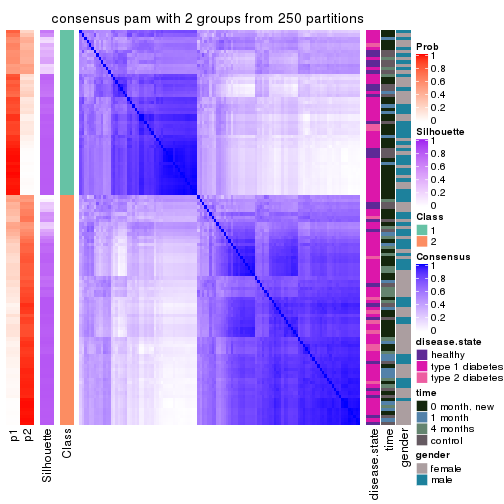 consensus pam with 2 groups from 250 partitions
Prob
1
0.8
0.6
0.4
0.2
0
Silhouette
1
0.8
0.6
0.4
0.2
0
Class
1
2
Consensus
1
0.8
0.6
0.4
0.2
0
disease.state
healthy
type 1 diabetes
type 2 diabetes
time
0 month. new
1 month
4 months
control
gender
female
male
p1
p2
Silhouette
Class
disease.state
time
gender